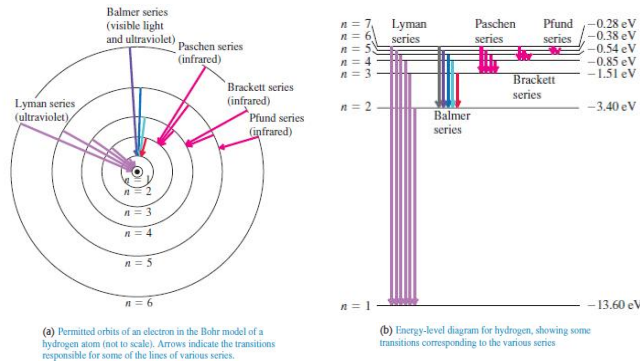 Balmer series
(visible light
and ultraviolet)
Paschen series
(infrared)
Brackett series
(infrared)
Pfund series
(infrared)
Lyman series
(ultraviolet)
n = 1
n = 2
n = 3
n = 4
n = 5
n = 6
(a) Permitted orbits of an electron in the Bohr model of a
hydrogen atom (not to scale). Arrows indicate the transitions
responsible for some of the lines of various series.
n = 7
n = 6
n = 5
n = 4
n = 3
n = 2
n = 1
Lyman
series
Paschen
series
Pfund
series
Brackett
series
Balmer
series
−0.28 eV
−0.38 eV
−0.54 eV
−0.85 eV
−1.51 eV
−3.40 eV
−13.60 eV
(b) Energy-level diagram for hydrogen, showing some
transitions corresponding to the various series